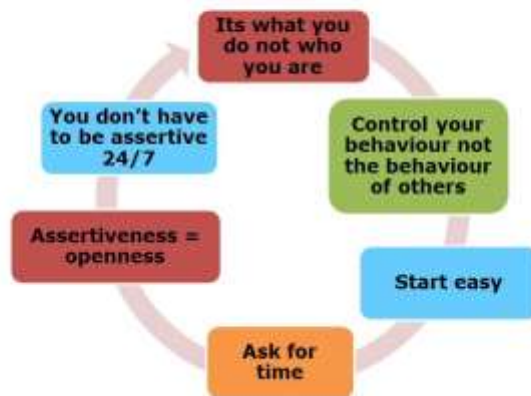 Its what you
do not who
you are
Control your
behaviour not
the behaviour
of others
Start easy
Ask for
time
Assertiveness =
openness
You don't have
to be assertive
24/7